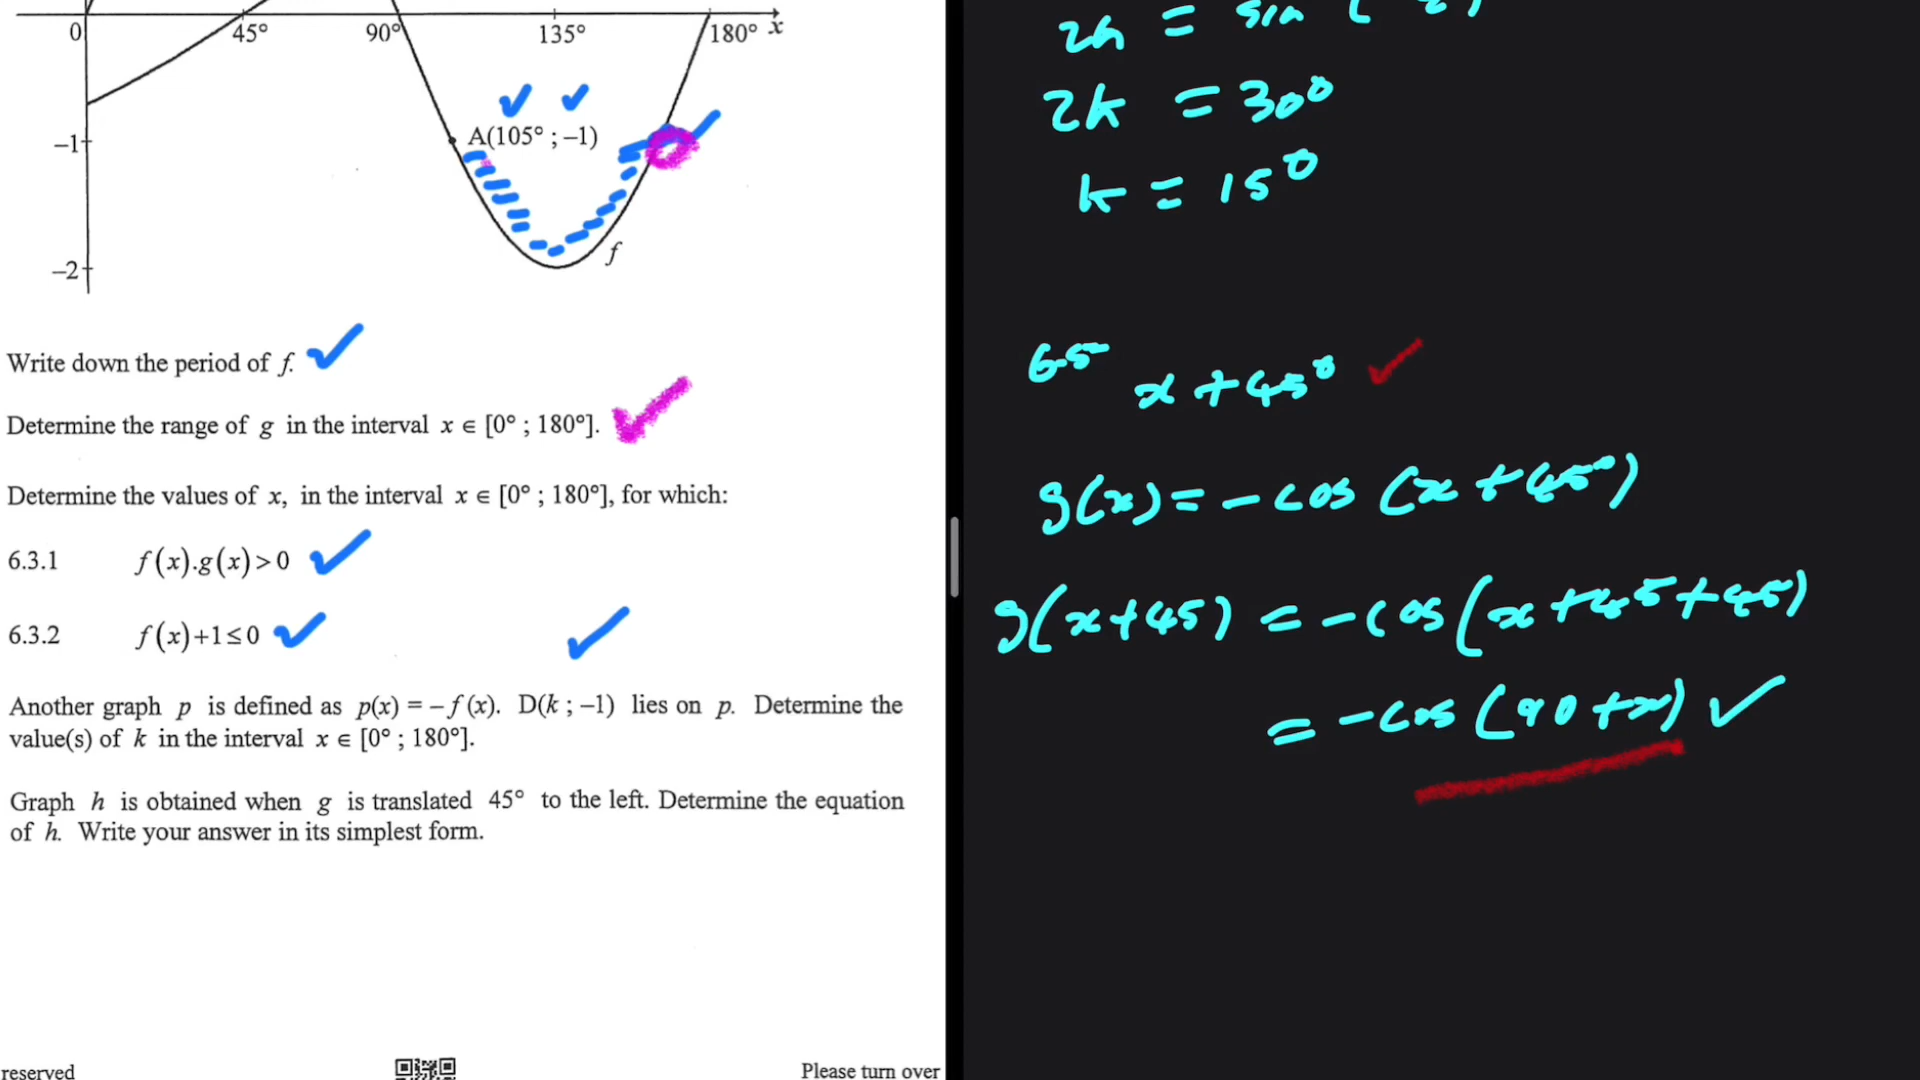 0 45° 90° 135° 180° x
A(105° ; –1)
–1
f
–2
Write down the period of f.
Determine the range of g in the interval x ∈ [0° ; 180°].
Determine the values of x, in the interval x ∈ [0° ; 180°], for which:
6.3.1 f(x).g(x)>0
6.3.2 f(x)+1≤0
Another graph p is defined as p(x) = –f(x). D(k ; –1) lies on p. Determine the
value(s) of k in the interval x ∈ [0° ; 180°].
Graph h is obtained when g is translated 45° to the left. Determine the equation
of h. Write your answer in its simplest form.
reserved
Please turn over
= sin (
2k = 30°
k = 15°
6.5
x + 45°
g(x) = - cos (x + 45°)
g(x+45) = - cos (x + 45 + 45)
= - cos (90 + x)